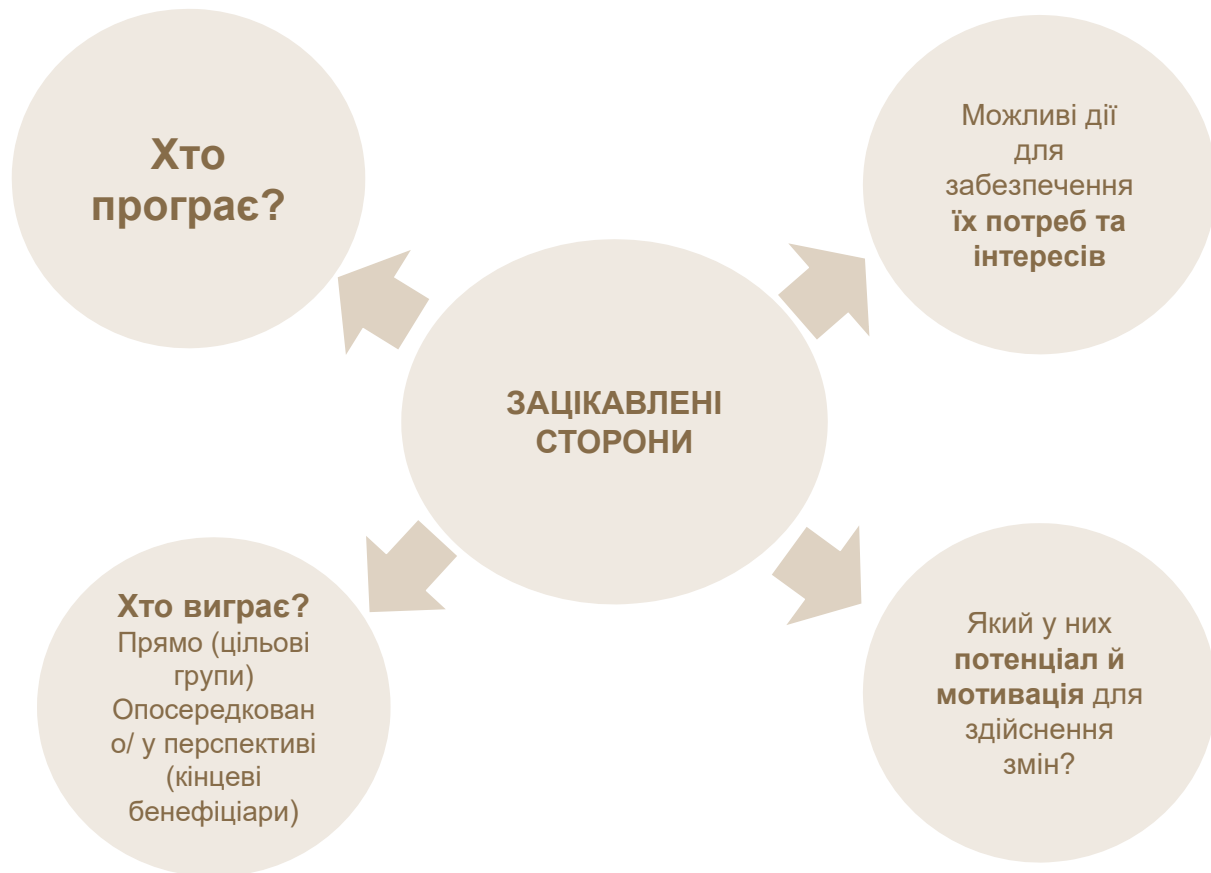 Хто
програє?
Можливі дії
для
забезпечення
їх потреб та
інтересів
ЗАЦІКАВЛЕНІ
СТОРОНИ
Хто виграє?
Прямо (цільові
групи)
Опосередкован
о/ у перспективі
(кінцеві
бенефіціари)
Який у них
потенціал й
мотивація для
здійснення
змін?